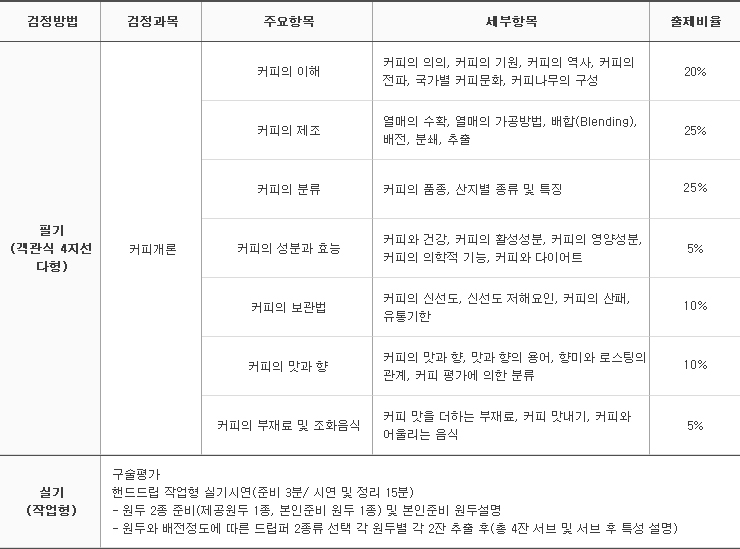 검정방법 검정과목 주요항목 세부항목 출제비율
필기
(객관식 4지선
다형)
커피개론
커피의 이해
커피의 의의, 커피의 기원, 커피의 역사, 커피의
전파, 국가별 커피문화, 커피나무의 구성
20%
커피의 제조
열매의 수확, 열매의 가공방법, 배합(Blending),
배전, 분쇄, 추출
25%
커피의 분류
커피의 품종, 산지별 종류 및 특징
25%
커피의 성분과 효능
커피와 건강, 커피의 활성성분, 커피의 영양성분,
커피의 의학적 기능, 커피와 다이어트
5%
커피의 보관법
커피의 신선도, 신선도 저해요인, 커피의 산패,
유통기한
10%
커피의 맛과 향
커피의 맛과 향, 맛과 향의 용어, 향미와 로스팅의
관계, 커피 평가에 의한 분류
10%
커피의 부재료 및 조화음식
커피 맛을 더하는 부재료, 커피 맛내기, 커피와
어울리는 음식
5%
실기
(작업형)
구술평가
핸드드립 작업형 실기시연(준비 3분/ 시연 및 정리 15분)
- 원두 2종 준비(제공원두 1종, 본인준비 원두 1종) 및 본인준비 원두설명
- 원두와 배전정도에 따른 드립퍼 2종류 선택 각 원두별 각 2잔 추출 후(총 4잔 서브 및 서브 후 특성 설명)